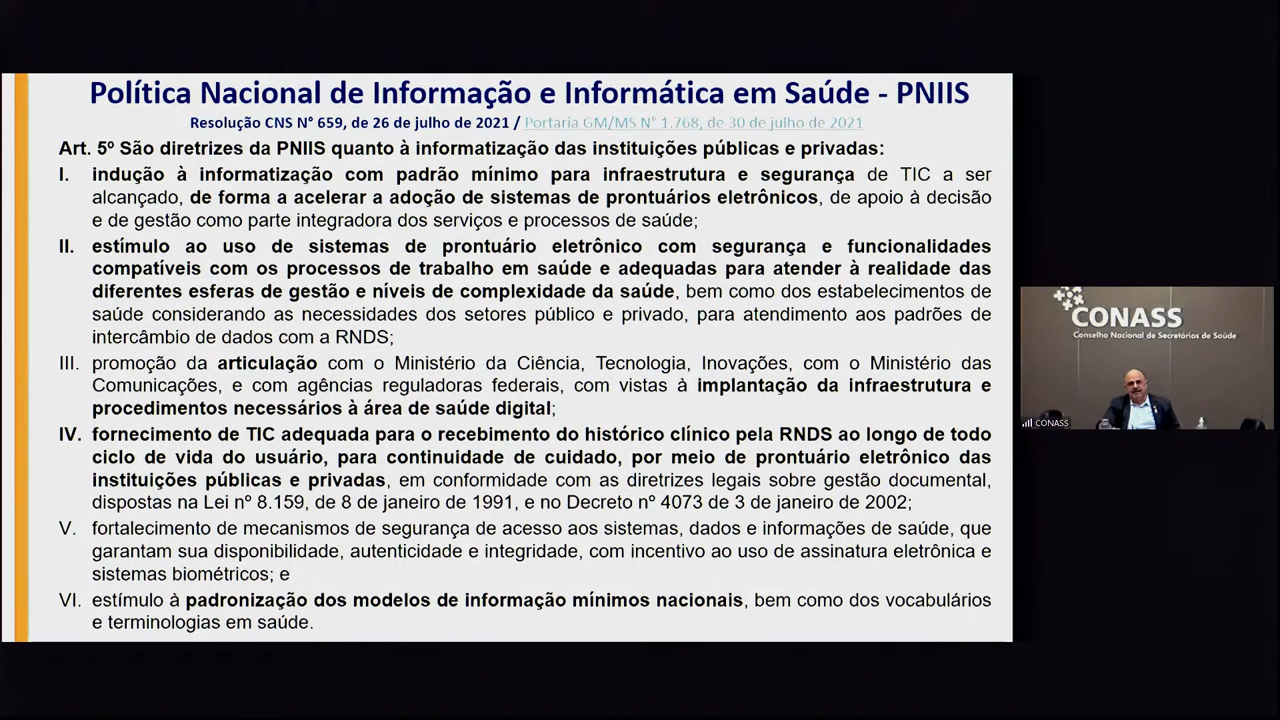 Política Nacional de Informação e Informática em Saúde - PNIIS
Resolução CNS N° 659, de 26 de julho de 2021 / Portaria GM/MS N° 1.768, de 30 de julho de 2021
Art. 5º São diretrizes da PNIIS quanto à informatização das instituições públicas e privadas:
I. indução à informatização com padrão mínimo para infraestrutura e segurança de TIC a ser
alcançado, de forma a acelerar a adoção de sistemas de prontuários eletrônicos, de apoio à decisão
e de gestão como parte integradora dos serviços e processos de saúde;
II. estímulo ao uso de sistemas de prontuário eletrônico com segurança e funcionalidades
compatíveis com os processos de trabalho em saúde e adequadas para atender à realidade das
diferentes esferas de gestão e níveis de complexidade da saúde, bem como dos estabelecimentos de
saúde considerando as necessidades dos setores público e privado, para atendimento aos padrões de
intercâmbio de dados com a RNDS;
III. promoção da articulação com o Ministério da Ciência, Tecnologia, Inovações, com o Ministério das
Comunicações, e com agências reguladoras federais, com vistas à implantação da infraestrutura e
procedimentos necessários à área de saúde digital;
IV. fornecimento de TIC adequada para o recebimento do histórico clínico pela RNDS ao longo de todo
ciclo de vida do usuário, para continuidade de cuidado, por meio de prontuário eletrônico das
instituições públicas e privadas, em conformidade com as diretrizes legais sobre gestão documental,
dispostas na Lei nº 8.159, de 8 de janeiro de 1991, e no Decreto nº 4073 de 3 de janeiro de 2002;
V. fortalecimento de mecanismos de segurança de acesso aos sistemas, dados e informações de saúde, que
garantam sua disponibilidade, autenticidade e integridade, com incentivo ao uso de assinatura eletrônica e
sistemas biométricos; e
VI. estímulo à padronização dos modelos de informação mínimos nacionais, bem como dos vocabulários
e terminologias em saúde.
CONASS
Conselho Nacional de Secretários de Saúde
CONASS